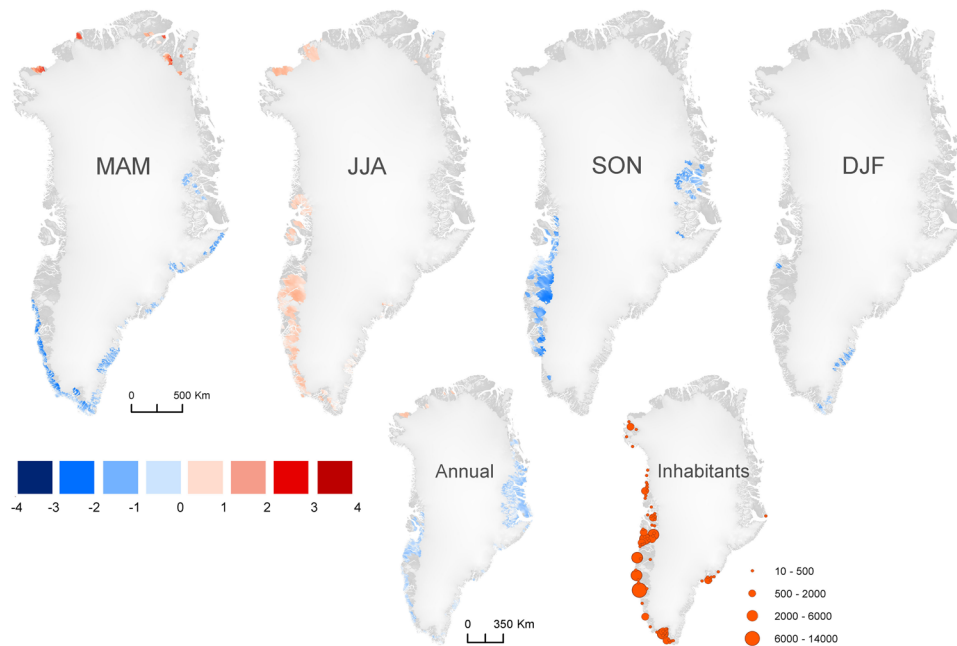 MAM
JJA
SON
DJF
0 500 Km
Annual
Inhabitants
-4 -3 -2 -1 0 1 2 3 4
10 - 500
500 - 2000
2000 - 6000
6000 - 14000
0 350 Km